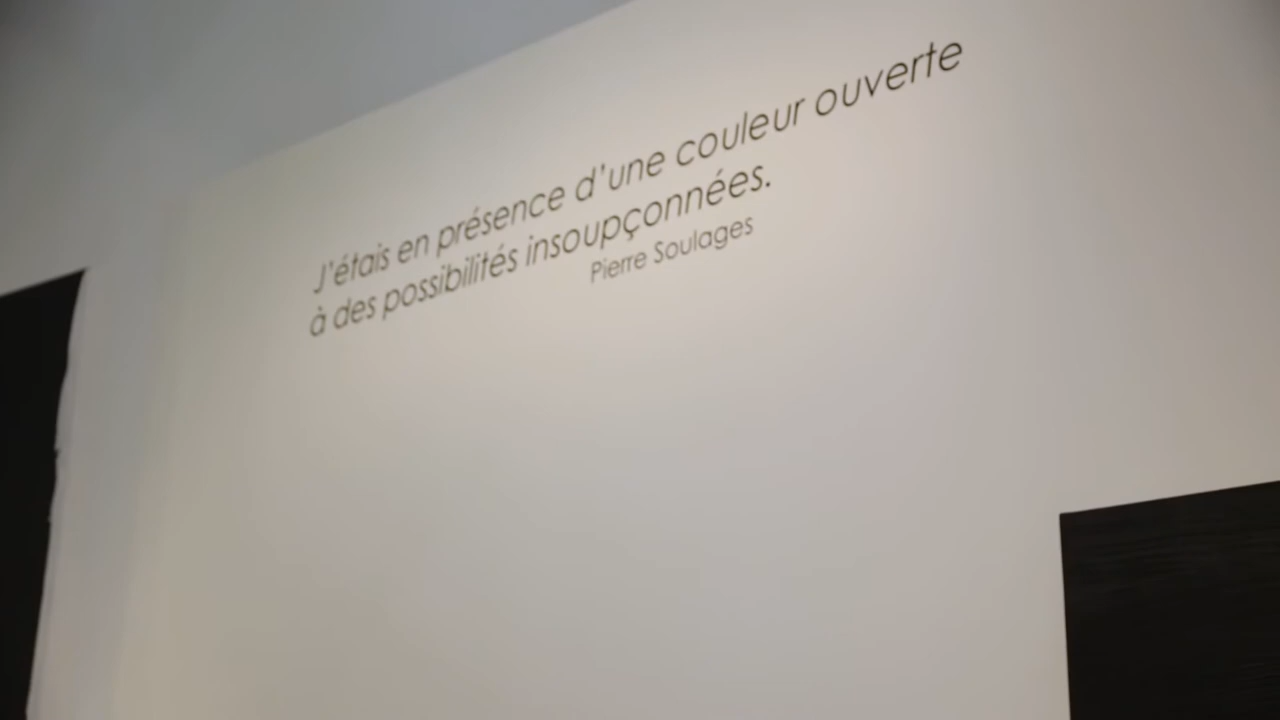 J'étais en présence d'une couleur ouverte
à des possibilités insoupçonnées.
Pierre Soulages